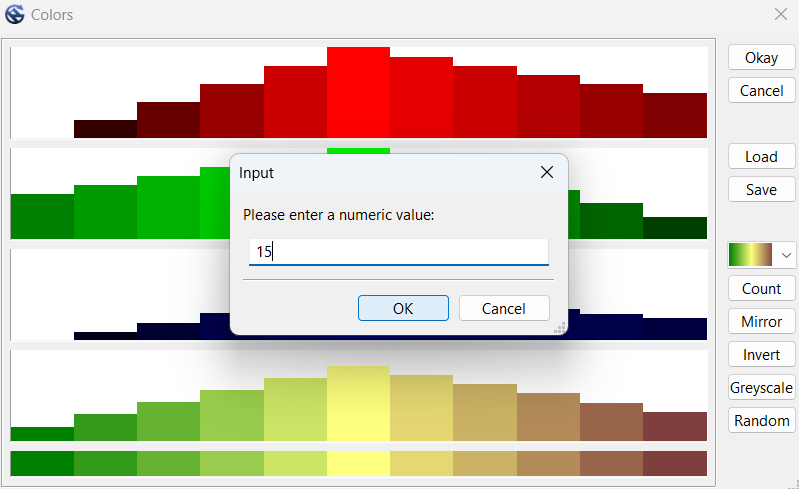 Colors
Okay
Cancel
Load
Save
Input
Please enter a numeric value:
15
OK
Cancel
Count
Mirror
Invert
Greyscale
Random